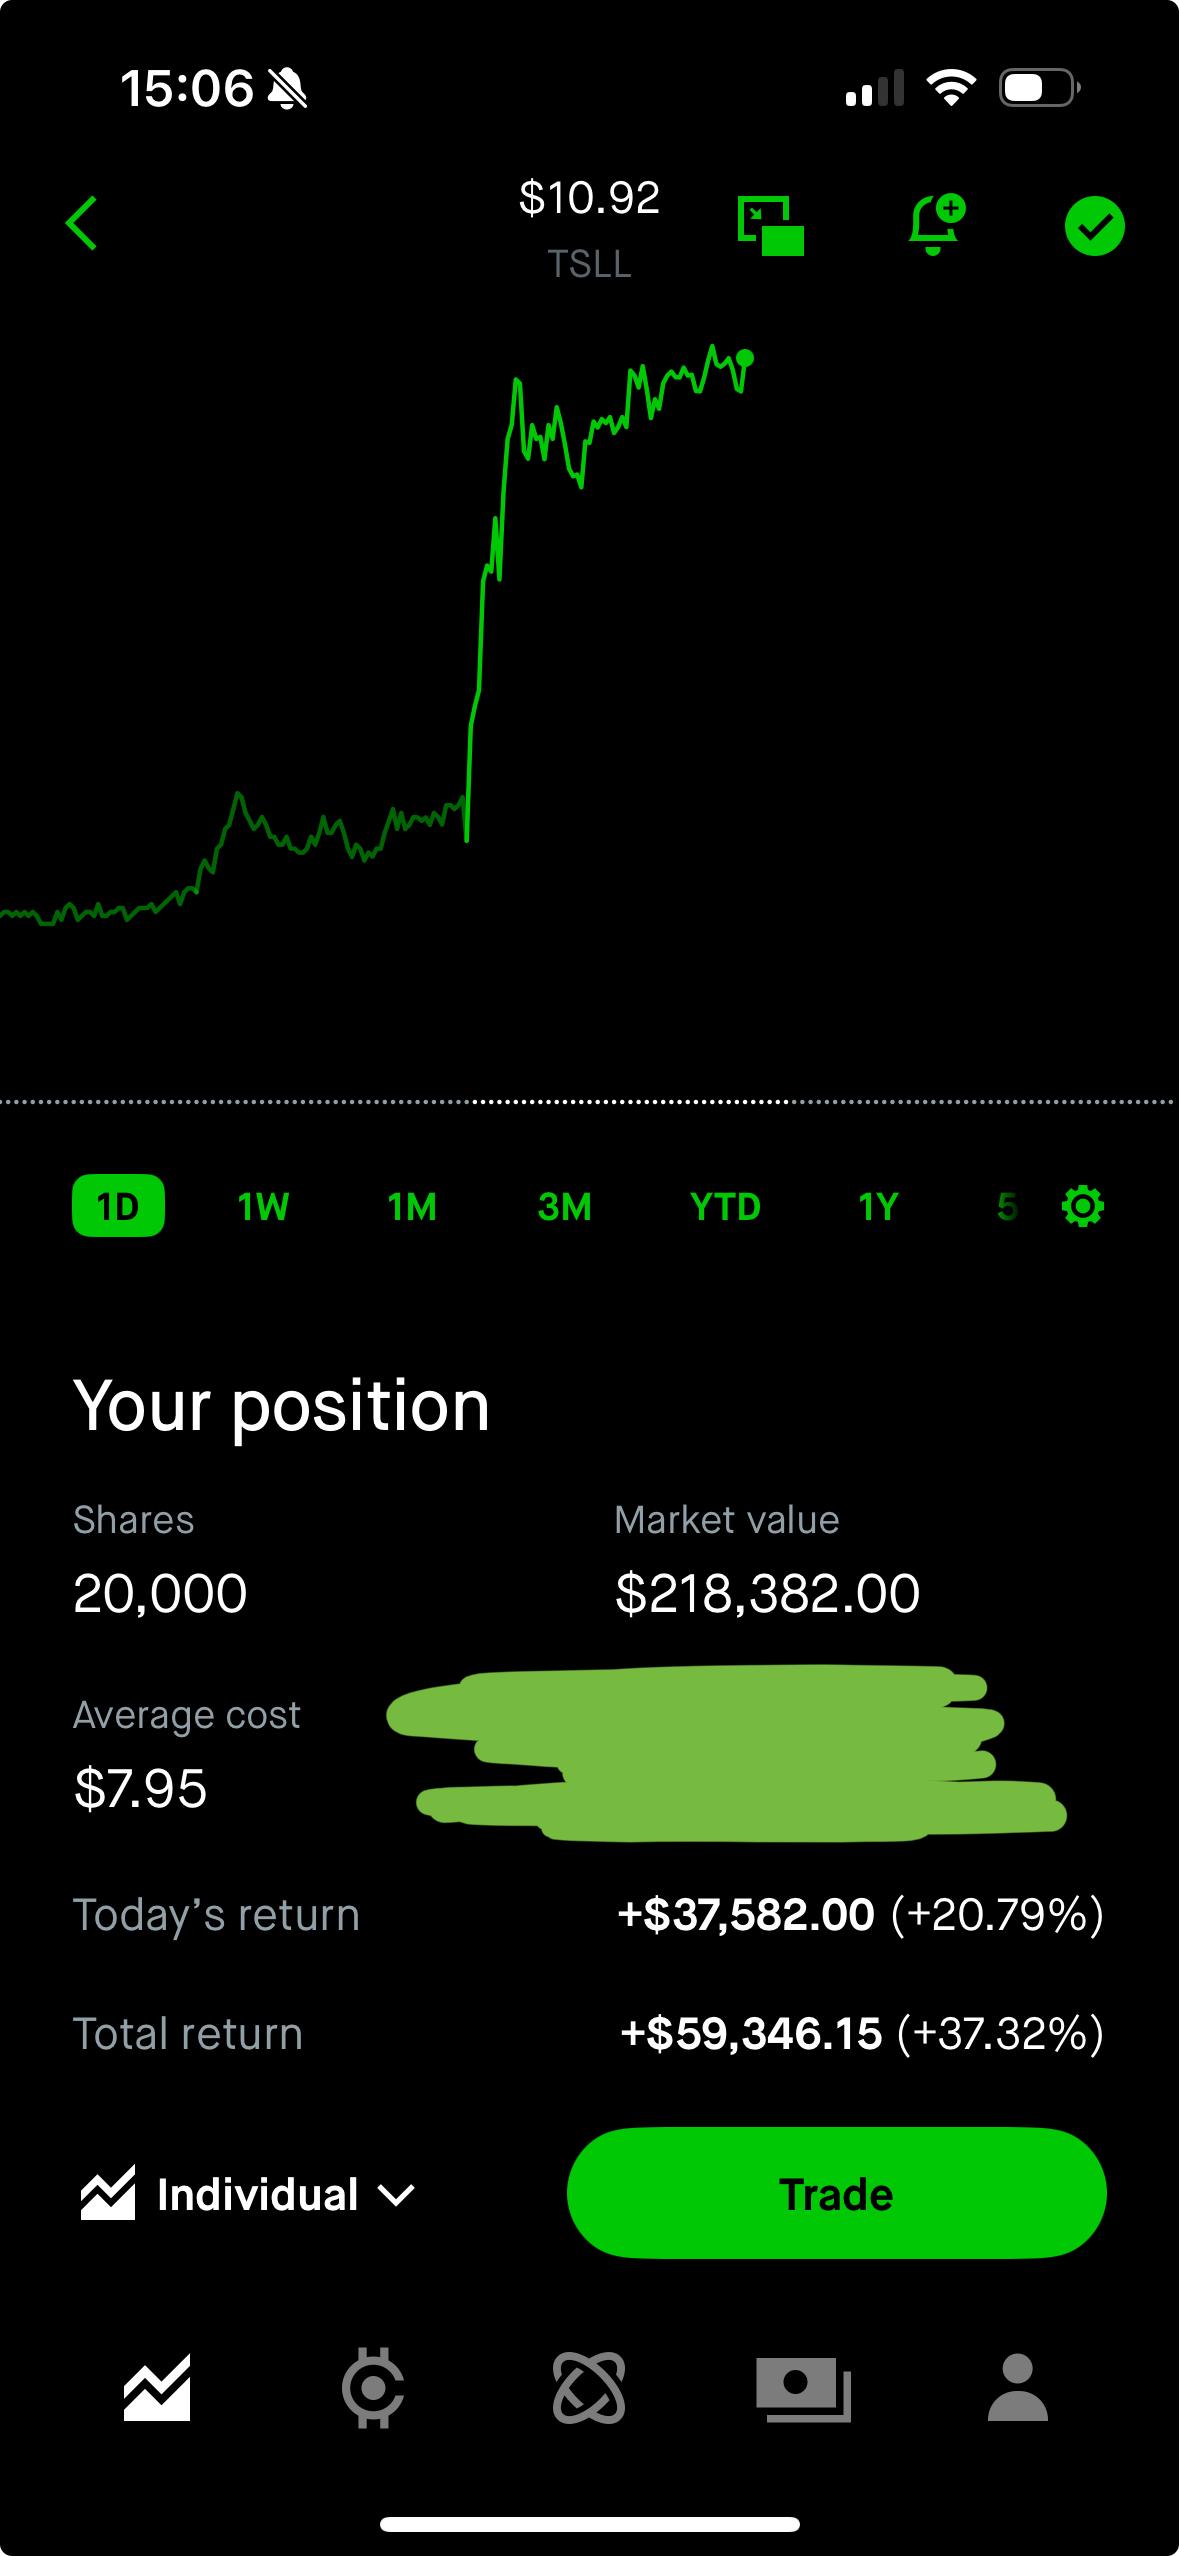 15:06
$10.92
TSLL
1D 1W 1M 3M YTD 1Y 5
Your position
Shares Market value
20,000 $218,382.00
Average cost
$7.95
Today’s return +$37,582.00 (+20.79%)
Total return +$59,346.15 (+37.32%)
Individual Trade